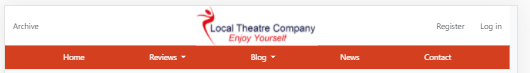 Archive
Local Theatre Company
Enjoy Yourself
Register Log in
Home Reviews Blog News Contact